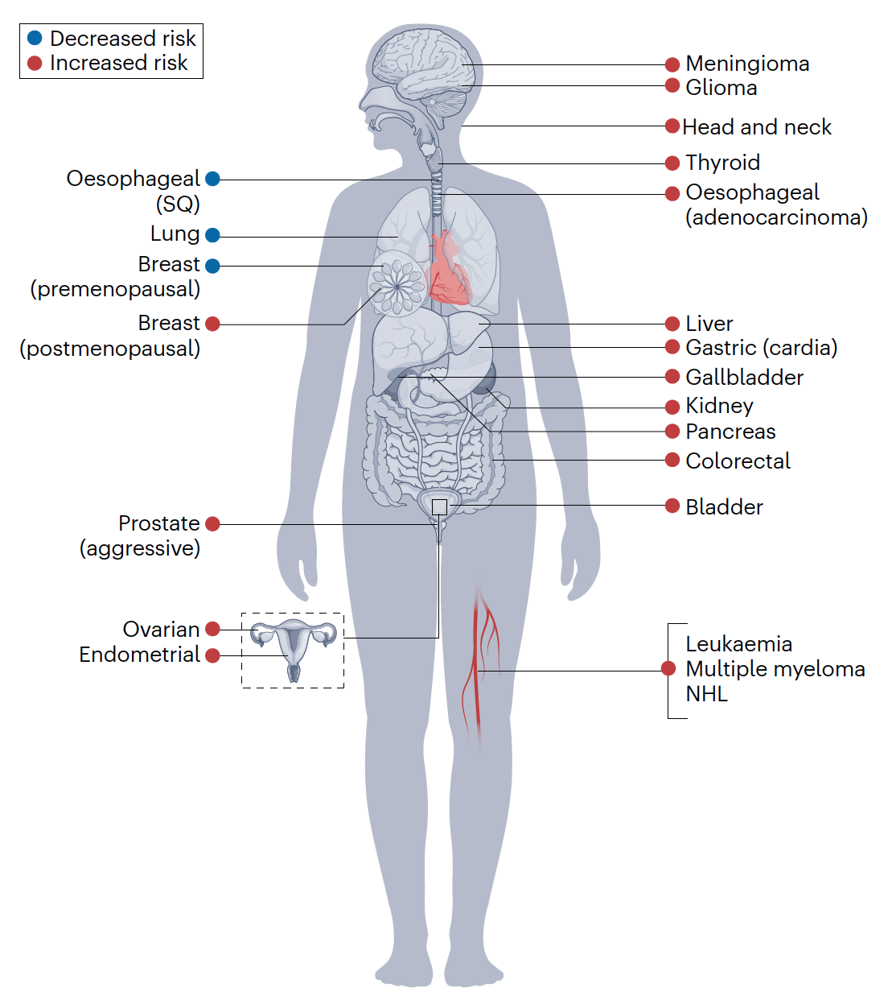 Decreased risk
Increased risk
Meningioma
Glioma
Head and neck
Thyroid
Oesophageal
(adenocarcinoma)
Oesophageal
(SQ)
Lung
Breast
(premenopausal)
Breast
(postmenopausal)
Liver
Gastric (cardia)
Gallbladder
Kidney
Pancreas
Colorectal
Bladder
Prostate
(aggressive)
Ovarian
Endometrial
Leukaemia
Multiple myeloma
NHL